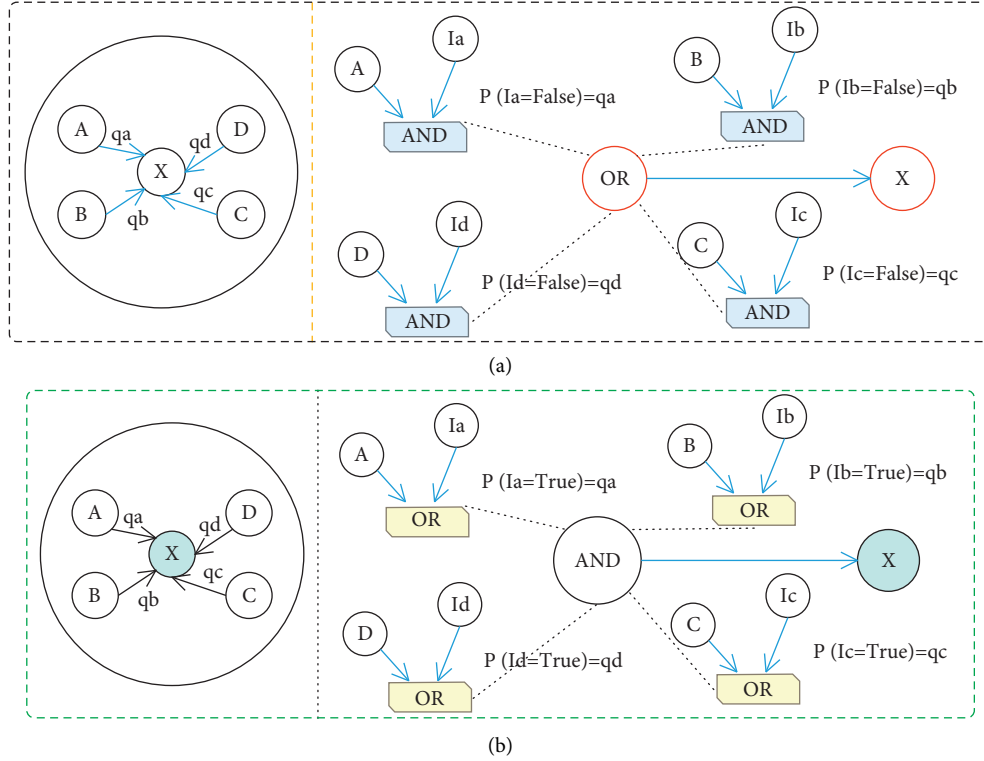 A
qa
qd
D
X
B
qb
qc
C
A
Ia
P (Ia=False)=qa
AND
B
Ib
P (Ib=False)=qb
AND
OR
X
D
Id
P (Id=False)=qd
AND
C
Ic
P (Ic=False)=qc
AND
(a)
A
qa
qd
D
X
B
qb
qc
C
A
Ia
P (Ia=True)=qa
OR
B
Ib
P (Ib=True)=qb
OR
AND
X
D
Id
P (Id=True)=qd
OR
C
Ic
P (Ic=True)=qc
OR
(b)